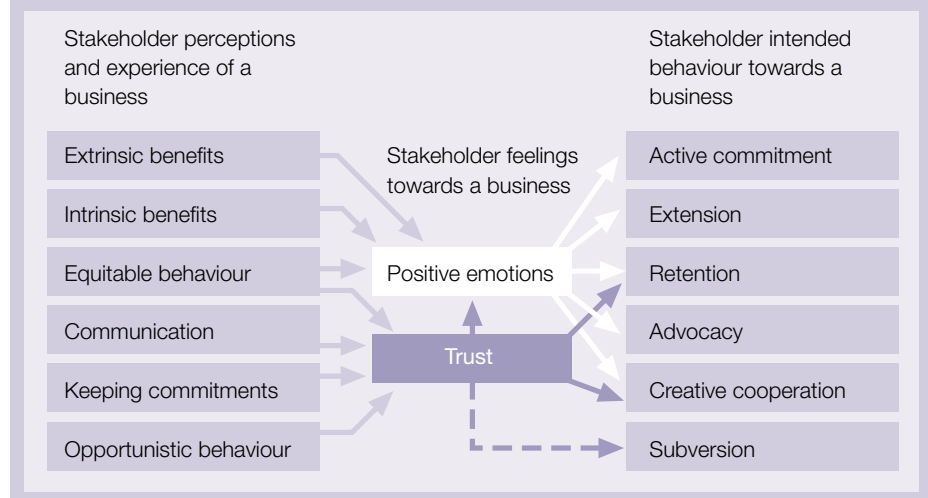 Stakeholder perceptions
and experience of a
business
Extrinsic benefits
Intrinsic benefits
Equitable behaviour
Communication
Keeping commitments
Opportunistic behaviour
Stakeholder feelings
towards a business
Positive emotions
Trust
Stakeholder intended
behaviour towards a
business
Active commitment
Extension
Retention
Advocacy
Creative cooperation
Subversion